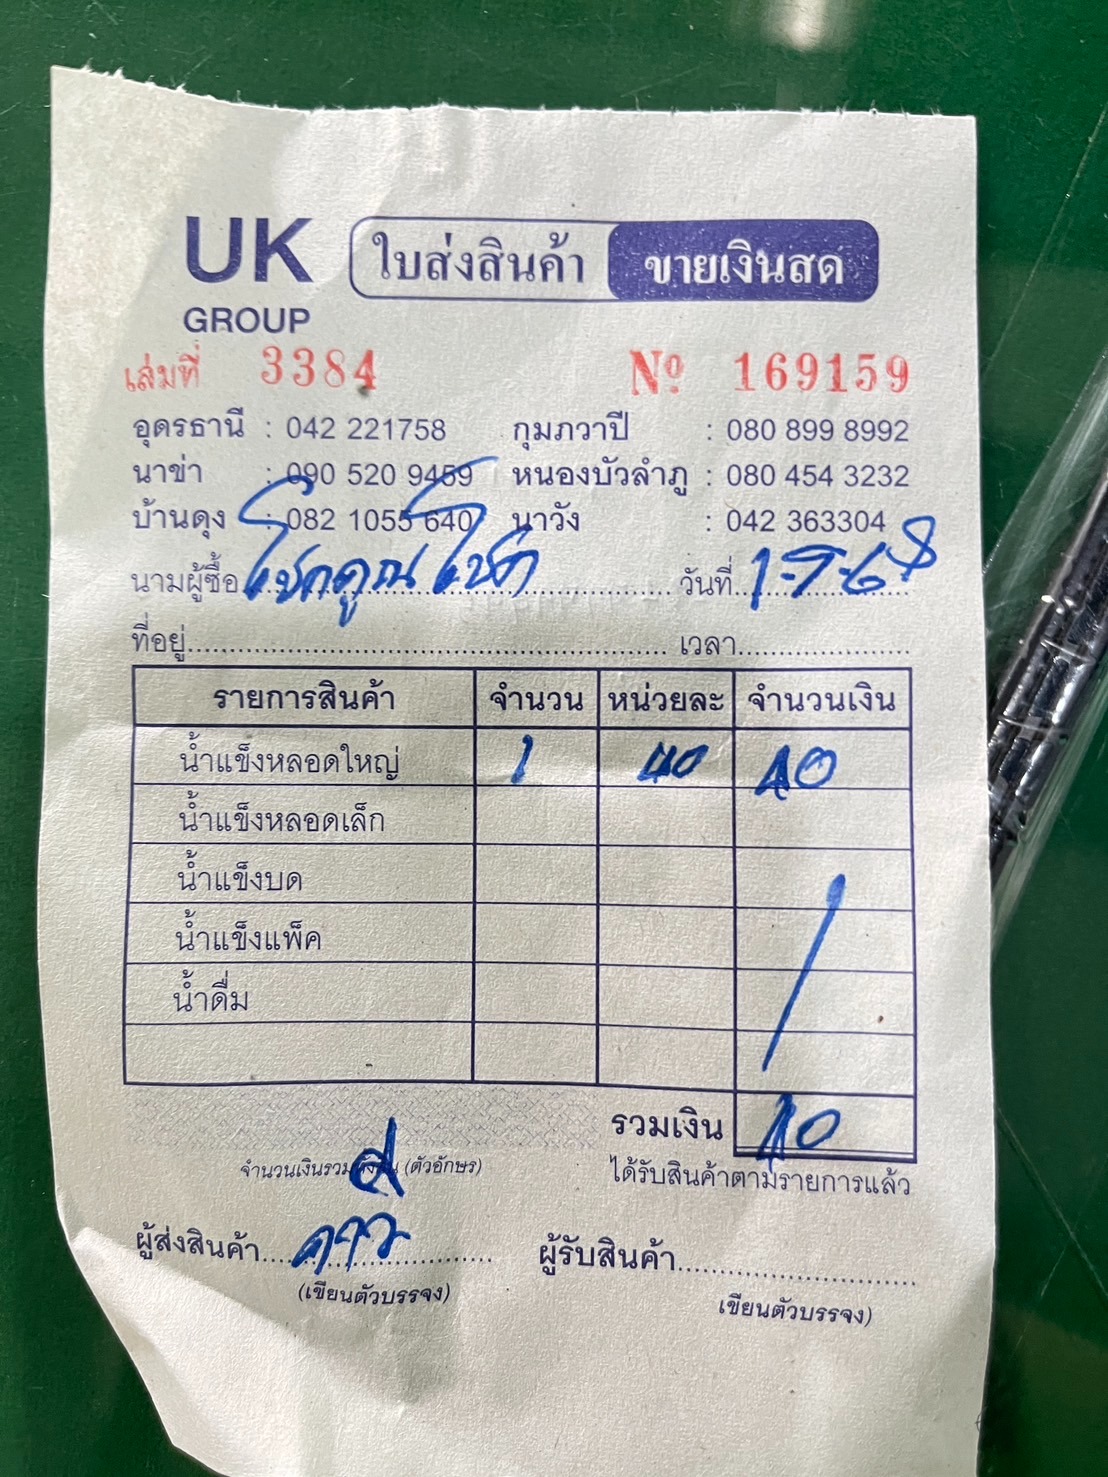 UK GROUP ใบส่งสินค้า ขายเงินสด
เล่มที่ 3384 Nº 169159
อุดรธานี : 042 221758 กุมภวาปี : 080 899 8992
นาข่า : 090 520 9459 หนองบัวลำภู : 080 454 3232
บ้านดุง : 082 1055 640 นาวัง : 042 363304
นามผู้ซื้อ โชคคูณโชค วันที่ 1-7-68
ที่อยู่ เวลา
รายการสินค้า จำนวน หน่วยละ จำนวนเงิน
น้ำแข็งหลอดใหญ่ 1 40 40
น้ำแข็งหลอดเล็ก
น้ำแข็งบด
น้ำแข็งแพ็ค
น้ำดื่ม
รวมเงิน 40
จำนวนเงินรวมทั้งสิ้น (ตัวอักษร) ได้รับสินค้าตามรายการแล้ว
ผู้ส่งสินค้า ผู้รับสินค้า
(เขียนตัวบรรจง) เขียนตัวบรรจง)